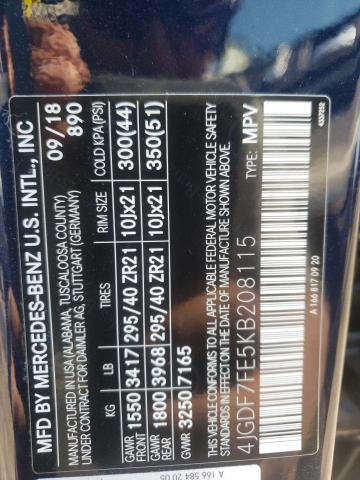 MFD BY MERCEDES-BENZ U.S. INTL., INC
MANUFACTURED IN USA (ALABAMA, TUSCALOOSA COUNTY)
UNDER CONTRACT FOR DAIMLER AG, STUTTGART (GERMANY)
09/18
890
KG LB TIRES RIM SIZE COLD KPA(PSI)
GAWR FRONT 1550 3417 295/40 ZR21 10Jx21 300(44)
GAWR REAR 1800 3968 295/40 ZR21 10Jx21 350(51)
GVWR 3250 7165
THIS VEHICLE CONFORMS TO ALL APPLICABLE FEDERAL MOTOR VEHICLE SAFETY
STANDARDS IN EFFECT ON THE DATE OF MANUFACTURE SHOWN ABOVE.
4JGDF7FE5KB208115 TYPE: MPV
A 166 817 09 20
A 166 584 20 05